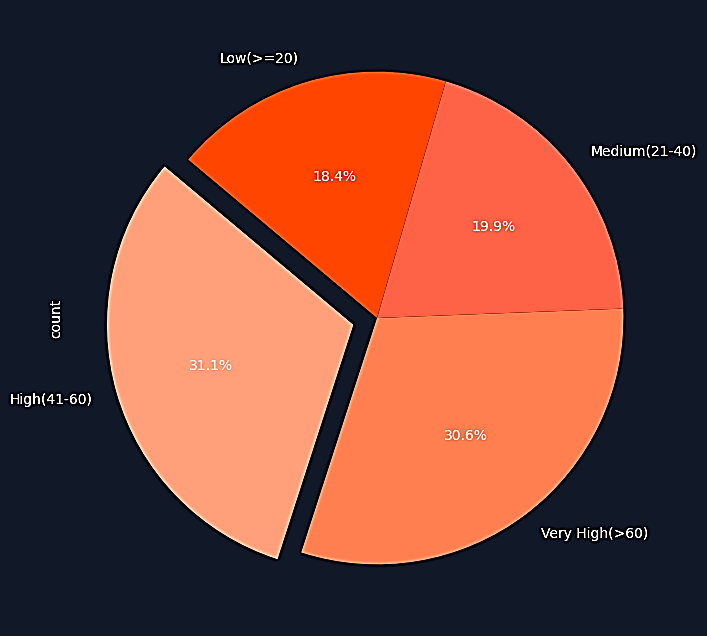 Low(>=20)
Medium(21-40)
18.4%
19.9%
count
31.1%
High(41-60)
30.6%
Very High(>60)